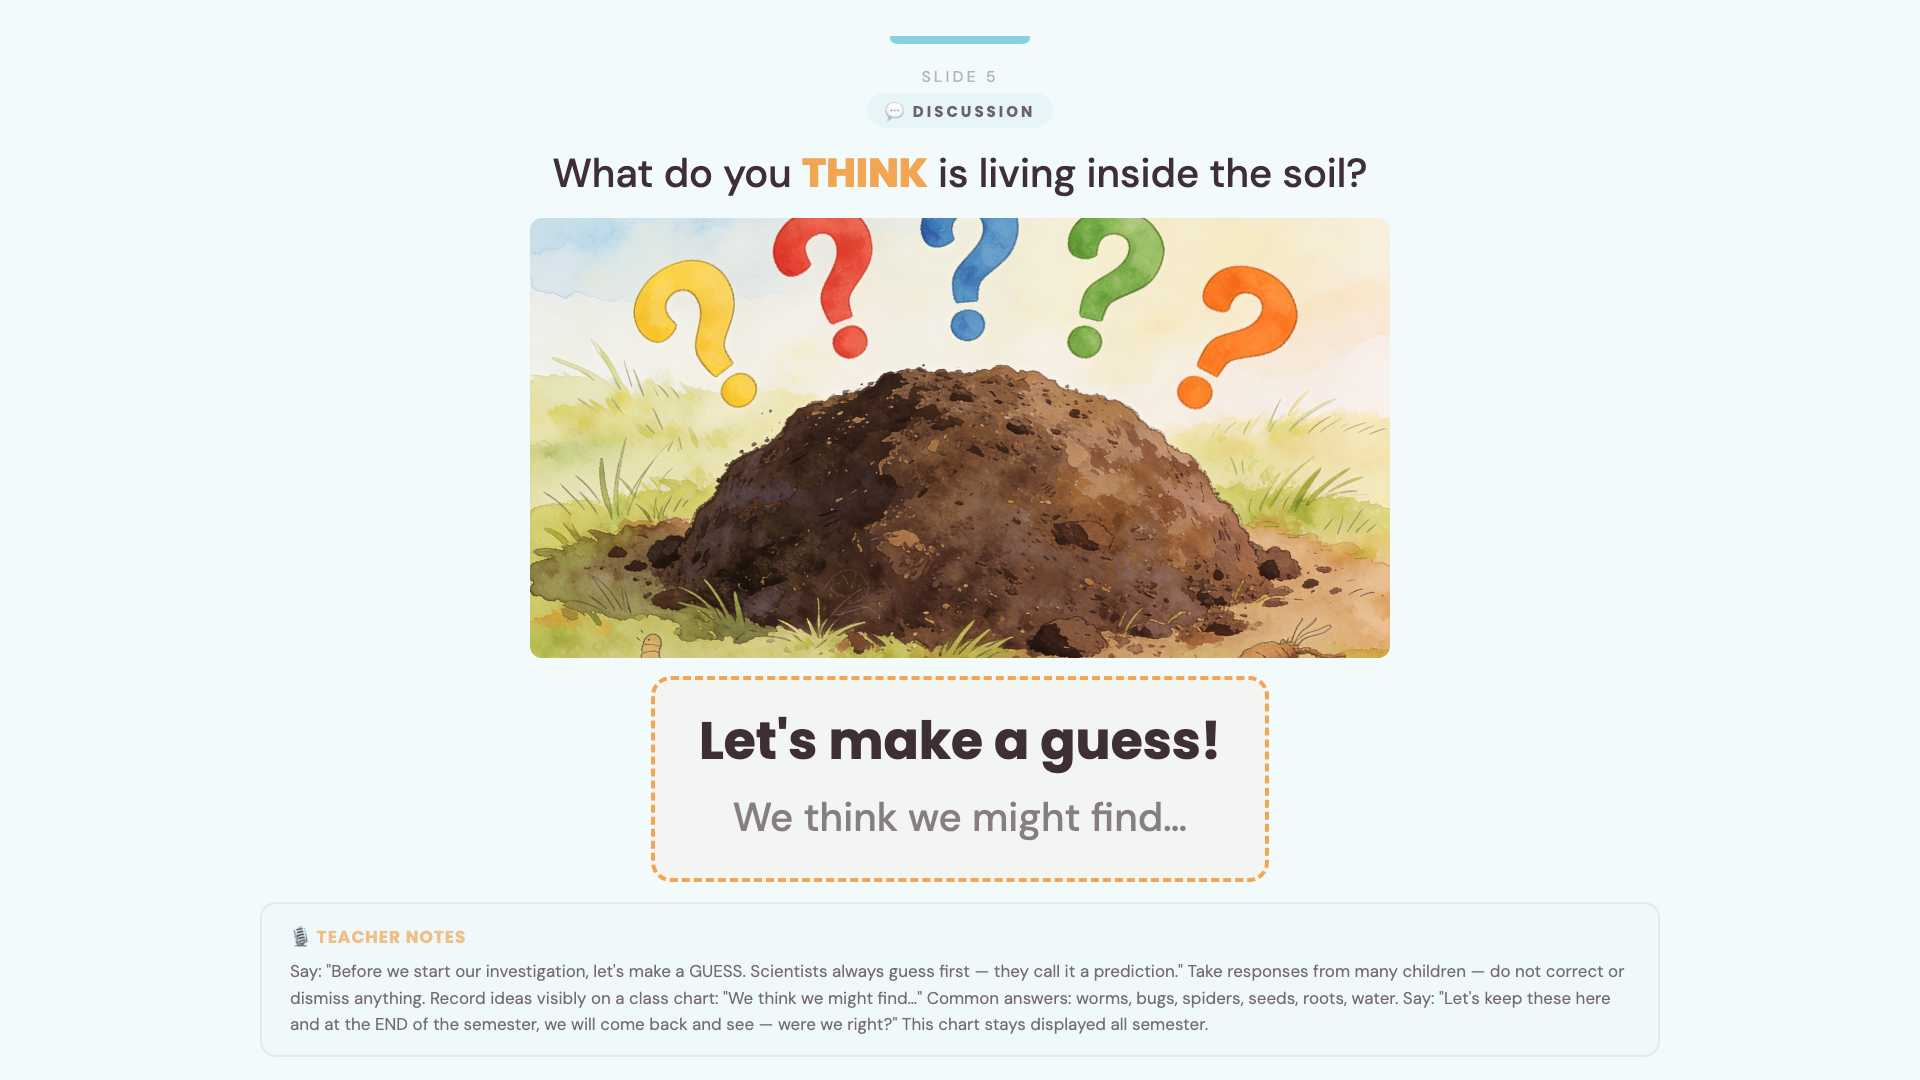 SLIDE 5
💬 DISCUSSION
What do you THINK is living inside the soil?
? ? ? ? ?
Let's make a guess!
We think we might find...
🎙️ TEACHER NOTES
Say: "Before we start our investigation, let's make a GUESS. Scientists always guess first — they call it a prediction." Take responses from many children — do not correct or
dismiss anything. Record ideas visibly on a class chart: "We think we might find..." Common answers: worms, bugs, spiders, seeds, roots, water. Say: "Let's keep these here
and at the END of the semester, we will come back and see — were we right?" This chart stays displayed all semester.